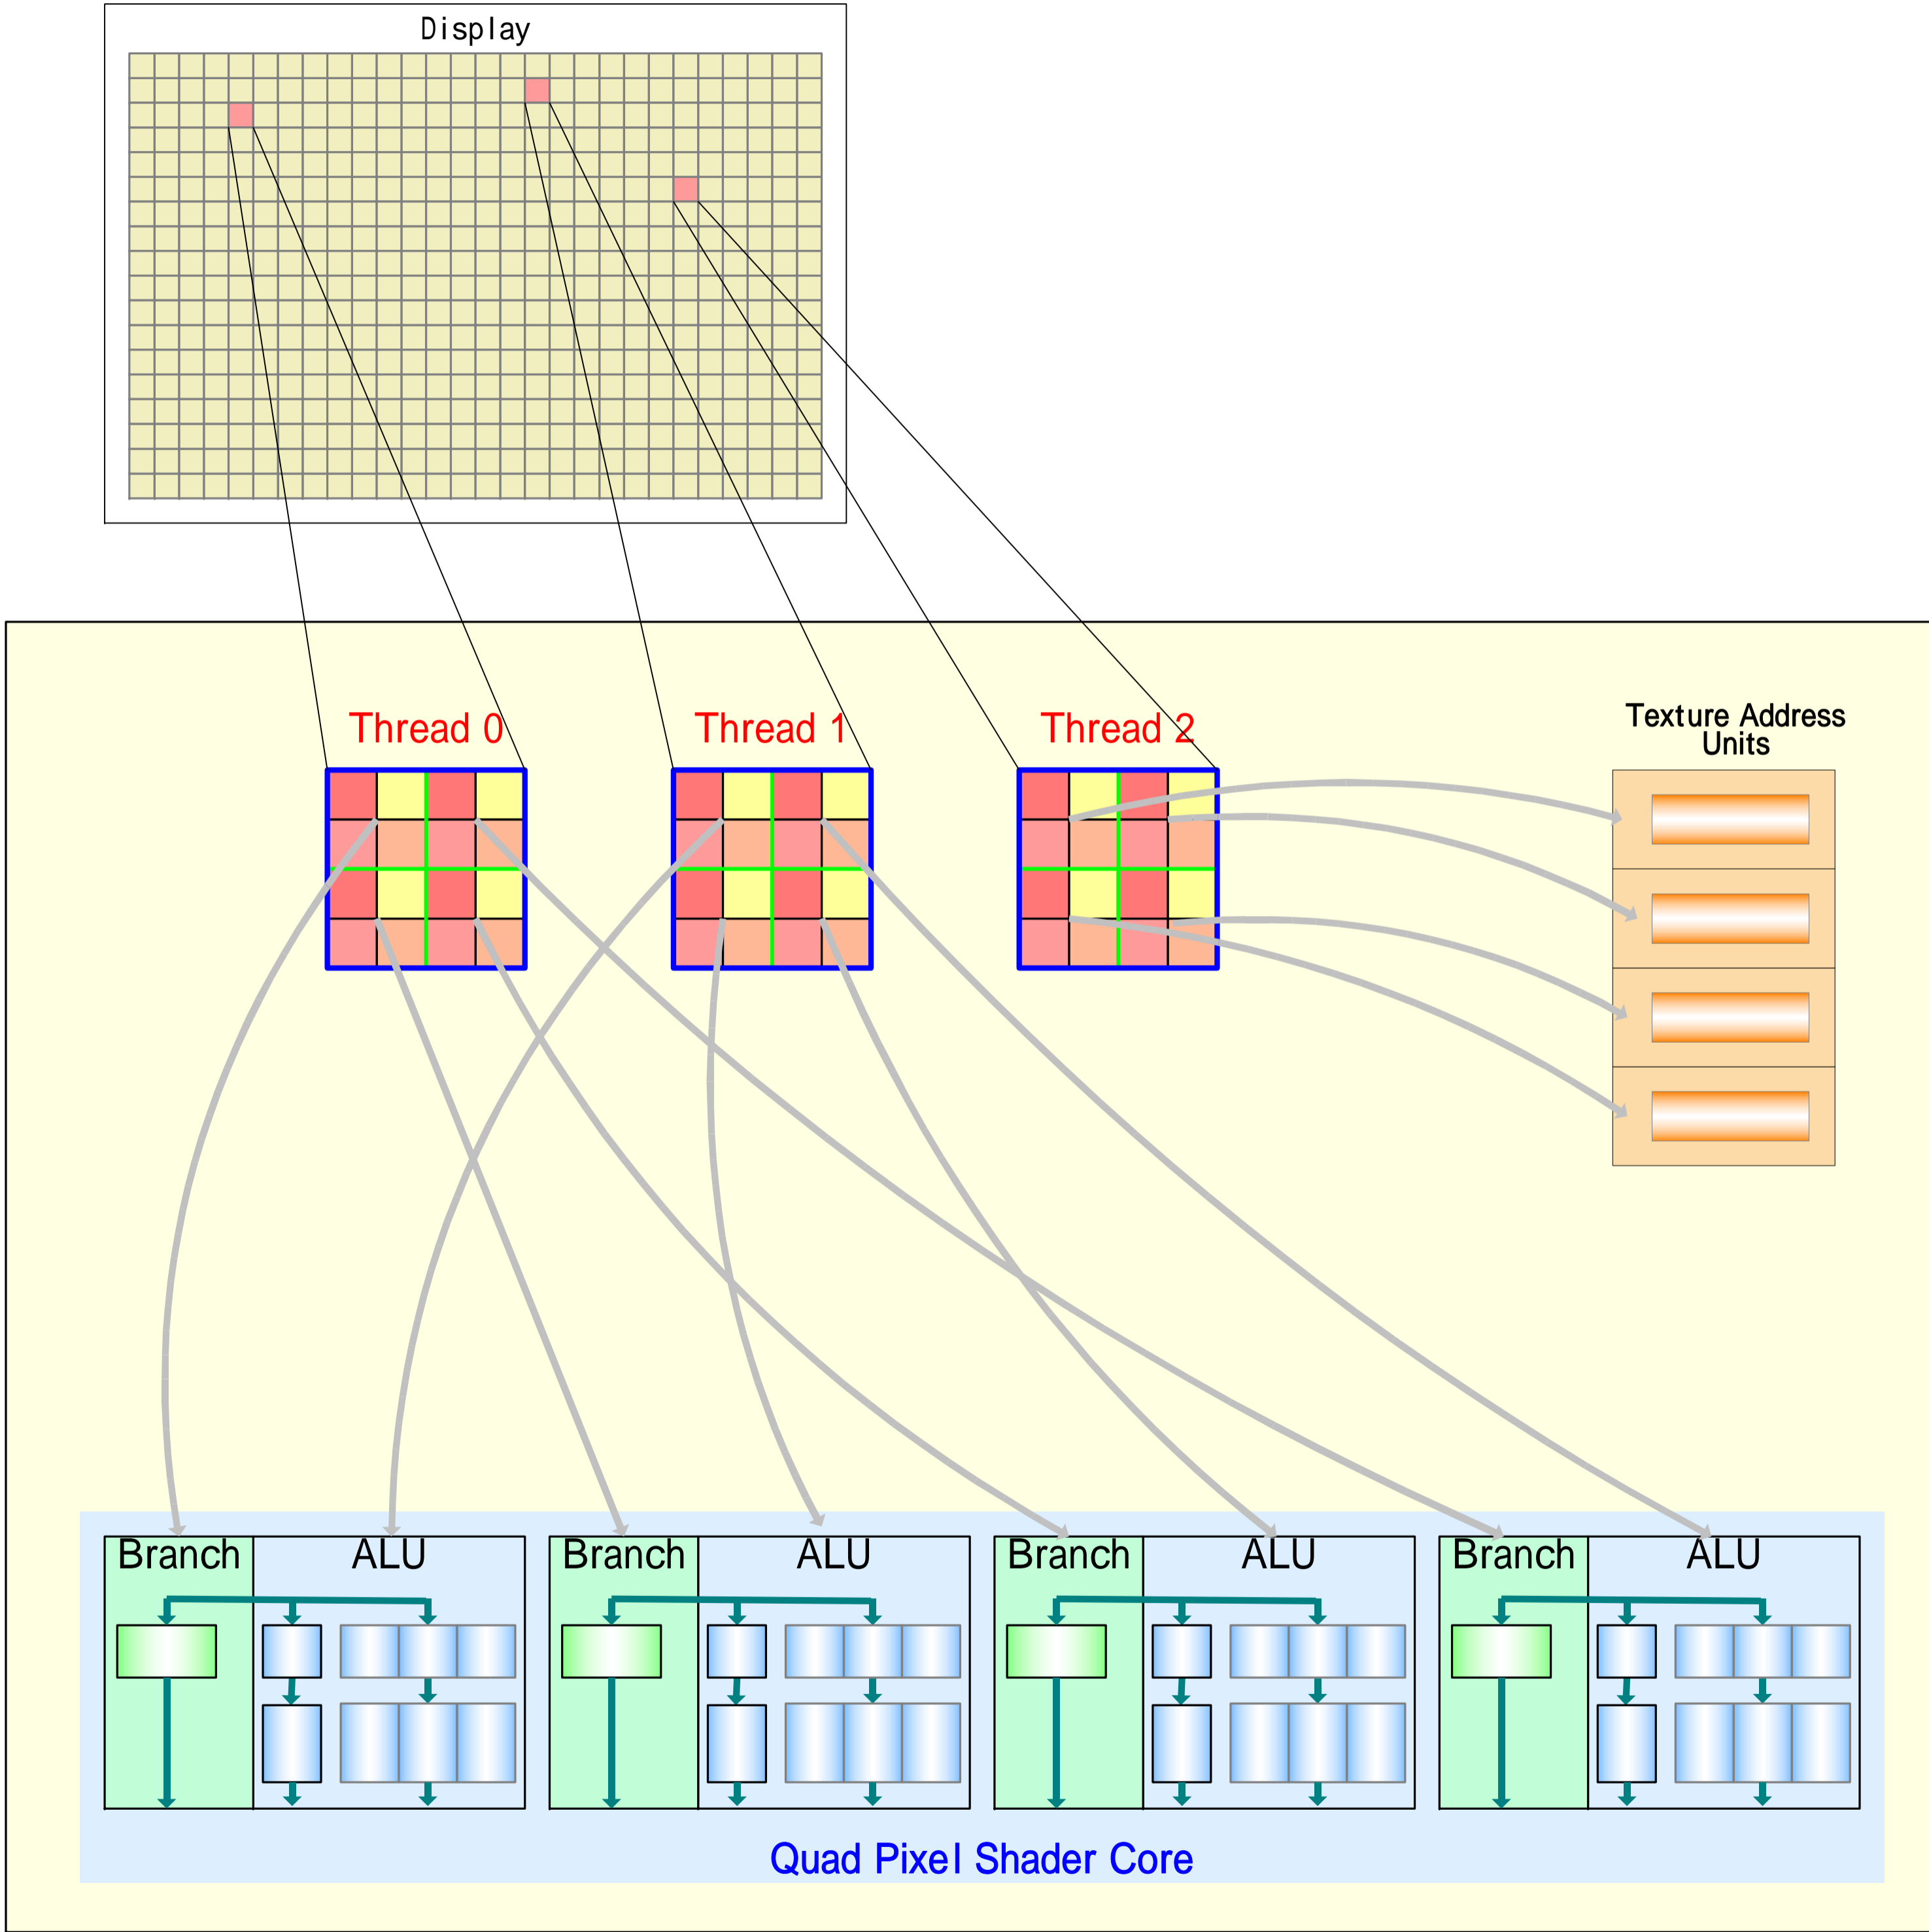 Display
Thread 0
Thread 1
Thread 2
Texture Address
Units
Branch
ALU
Branch
ALU
Branch
ALU
Branch
ALU
Quad Pixel Shader Core